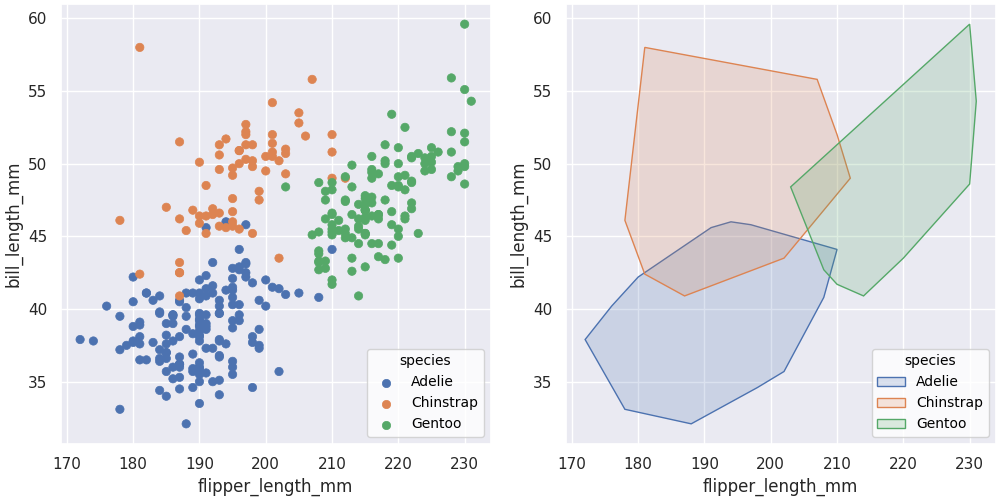 60
55
50
45
40
35
bill_length_mm
170 180 190 200 210 220 230
flipper_length_mm
species
Adelie
Chinstrap
Gentoo
60
55
50
45
40
35
bill_length_mm
170 180 190 200 210 220 230
flipper_length_mm
species
Adelie
Chinstrap
Gentoo